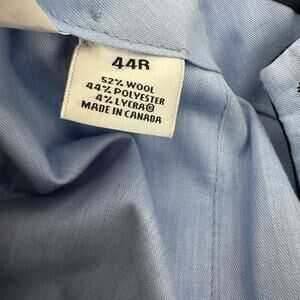 44R
52% WOOL
44% POLYESTER
4% LYCRA®
MADE IN CANADA